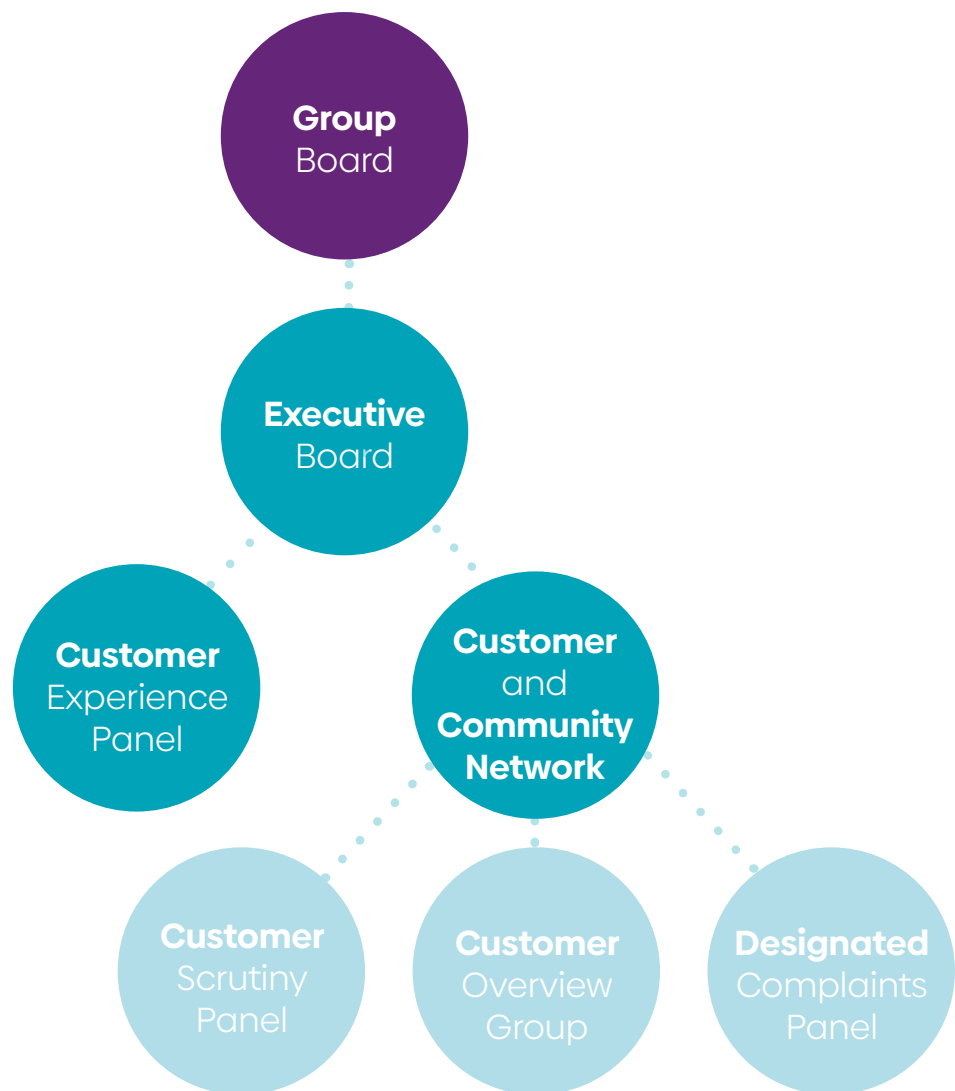 Group
Board
Executive
Board
Customer
Experience
Panel
Customer
and
Community
Network
Customer
Scrutiny
Panel
Customer
Overview
Group
Designated
Complaints
Panel